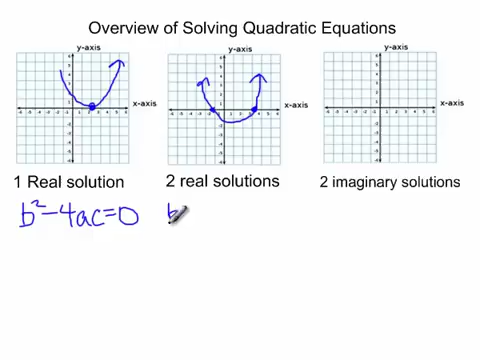 Overview of Solving Quadratic Equations
y-axis y-axis y-axis
x-axis x-axis x-axis
1 Real solution 2 real solutions 2 imaginary solutions
b²-4ac=0 b